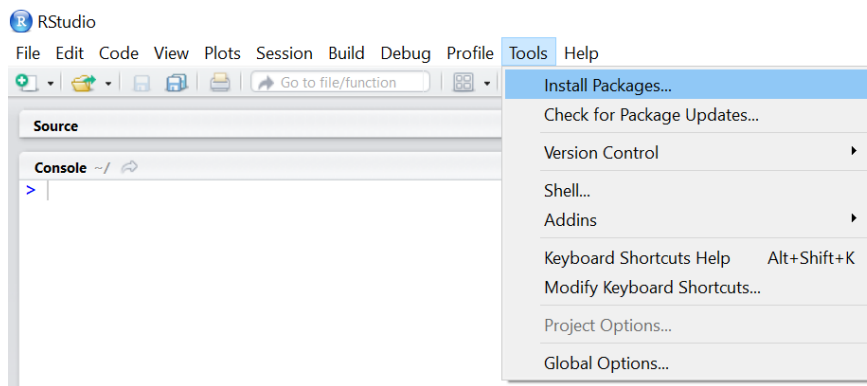 RStudio
File Edit Code View Plots Session Build Debug Profile Tools Help
Go to file/function
Install Packages...
Check for Package Updates...
Source
Version Control
Console ~/
>
Shell...
Addins
Keyboard Shortcuts Help Alt+Shift+K
Modify Keyboard Shortcuts...
Project Options...
Global Options...